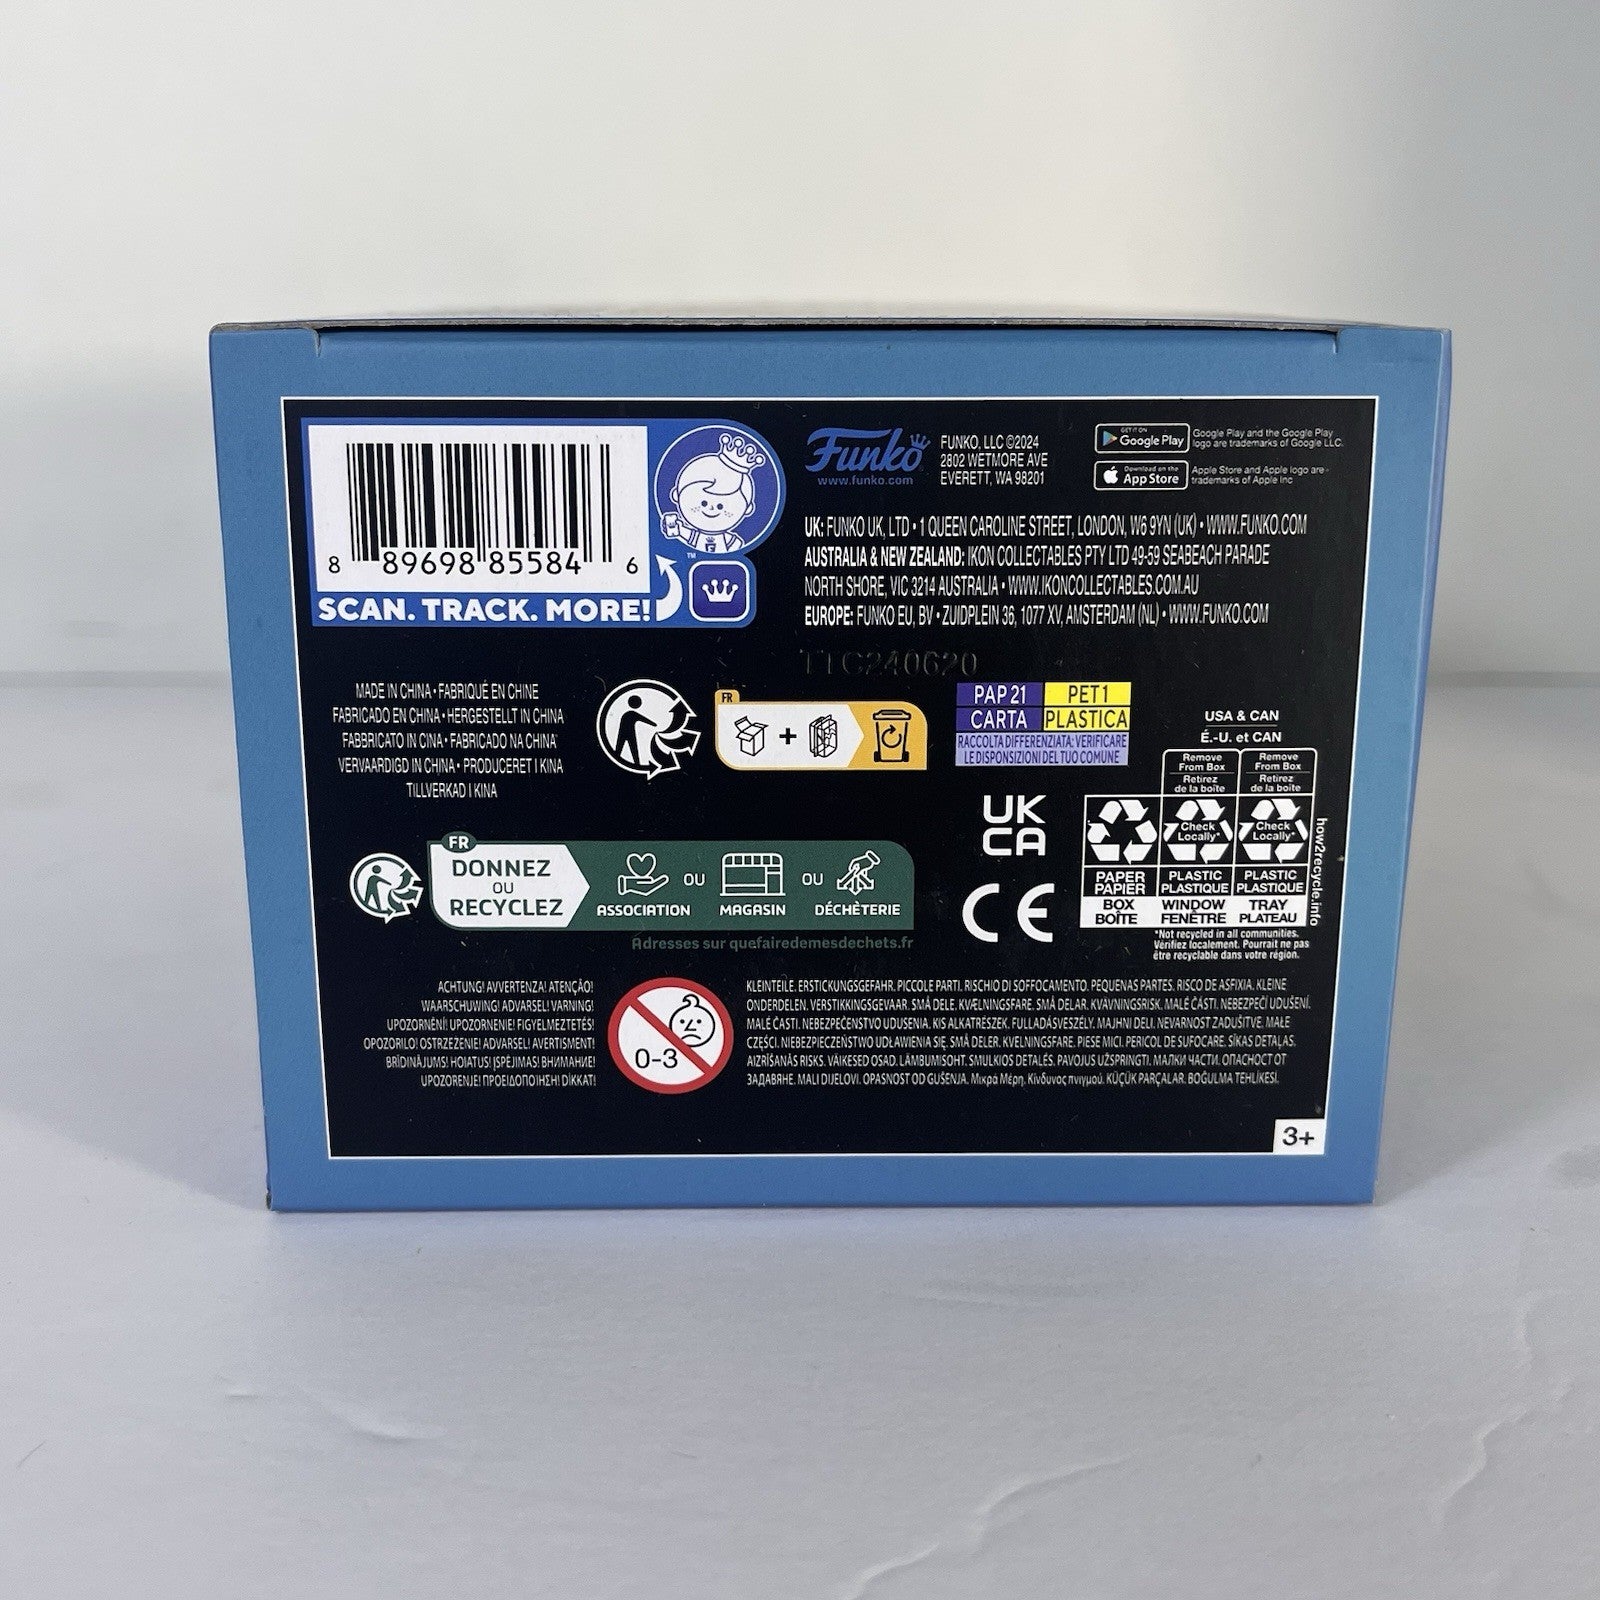 8 89698 85584 6
SCAN. TRACK. MORE!
TM
Funko
www.funko.com
FUNKO, LLC ©2024
2802 WETMORE AVE
EVERETT, WA 98201
GET IT ON
Google Play
Google Play and the Google Play
logo are trademarks of Google LLC.
Download on the
App Store
Apple Store and Apple logo are
trademarks of Apple Inc
UK: FUNKO UK, LTD • 1 QUEEN CAROLINE STREET, LONDON, W6 9YN (UK) • WWW.FUNKO.COM
AUSTRALIA & NEW ZEALAND: IKON COLLECTABLES PTY LTD 49-59 SEABEACH PARADE
NORTH SHORE, VIC 3214 AUSTRALIA • WWW.IKONCOLLECTABLES.COM.AU
EUROPE: FUNKO EU, BV • ZUIDPLEIN 36, 1077 XV, AMSTERDAM (NL) • WWW.FUNKO.COM
TTC240620
MADE IN CHINA • FABRIQUÉ EN CHINE
FABRICADO EN CHINA • HERGESTELLT IN CHINA
FABBRICATO IN CINA • FABRICADO NA CHINA
VERVAARDIGD IN CHINA • PRODUCERET I KINA
TILLVERKAD I KINA
FR
+
PAP 21 PET 1
CARTA PLASTICA
RACCOLTA DIFFERENZIATA: VERIFICARE
LE DISPOSIZIONI DEL TUO COMUNE
USA & CAN
É.-U. et CAN
Remove From Box
Retirez de la boîte
Remove From Box
Retirez de la boîte
Check Locally*
Check Locally*
PAPER PAPIER
PLASTIC PLASTIQUE
PLASTIC PLASTIQUE
BOX BOÎTE
WINDOW FENÊTRE
TRAY PLATEAU
how2recycle.info
*Not recycled in all communities.
Vérifiez localement. Pourrait ne pas
être recyclable dans votre région.
UK
CA
CE
FR
DONNEZ
OU
RECYCLEZ
ASSOCIATION
OU
MAGASIN
OU
DÉCHÈTERIE
Adresses sur quefairedemesdechets.fr
ACHTUNG! AVVERTENZA! ATENÇÃO!
WAARSCHUWING! ADVARSEL! VARNING!
UPOZORNĚNÍ! UPOZORNENIE! FIGYELMEZTETÉS!
OPOZORILO! OSTRZEŻENIE! ADVARSEL! AVERTISMENT!
BRĪDINĀJUMS! HOIATUS! ĮSPĖJIMAS! ВНИМАНИЕ!
UPOZORENJE! ΠΡΟΕΙΔΟΠΟΙΗΣΗ! DİKKAT!
0-3
KLEINTEILE. ERSTICKUNGSGEFAHR. PICCOLE PARTI. RISCHIO DI SOFFOCAMENTO. PEQUENAS PARTES. RISCO DE ASFIXIA. KLEINE
ONDERDELEN. VERSTIKKINGSGEVAAR. SMÅ DELE. KVÆLNINGSFARE. SMÅ DELAR. KVÄVNINGSRISK. MALÉ ČÁSTI. NEBEZPEČÍ UDUŠENÍ.
MALÉ ČASTI. NEBEZPEČENSTVO UDUSENIA. KIS ALKATRÉSZEK. FULLADÁSVESZÉLY. MAJHNI DELI. NEVARNOST ZADUŠITVE. MAŁE
CZĘŚCI. NIEBEZPIECZEŃSTWO UDŁAWIENIA SIĘ. SMÅ DELER. KVELNINGSFARE. PIESE MICI. PERICOL DE SUFOCARE. SĪKAS DETAĻAS.
AIZRĪŠANĀS RISKS. VÄIKESED OSAD. LÄMBUMISOHT. SMULKIOS DETALĖS. PAVOJUS UŽSPRINGTI. МАЛКИ ЧАСТИ. ОПАСНОСТ ОТ
ЗАДАВЯНЕ. MALI DIJELOVI. OPASNOST OD GUŠENJA. Μικρά Μέρη. Κίνδυνος πνιγμού. KÜÇÜK PARÇALAR. BOĞULMA TEHLİKESİ.
3+